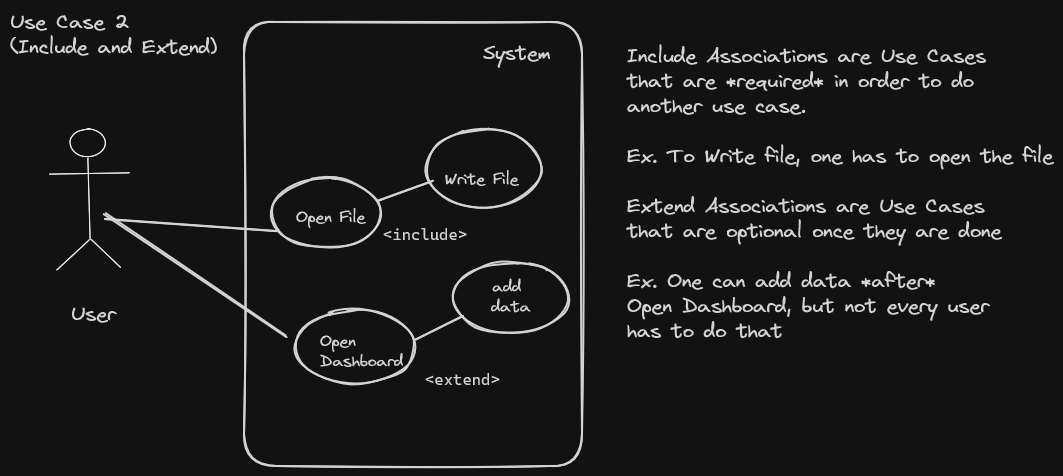 Use Case 2
(Include and Extend)
System
Write File
Open File
<include>
add
data
Open
Dashboard
<extend>
User
Include Associations are Use Cases
that are *required* in order to do
another use case.
Ex. To Write file, one has to open the file
Extend Associations are Use Cases
that are optional once they are done
Ex. One can add data *after*
Open Dashboard, but not every user
has to do that